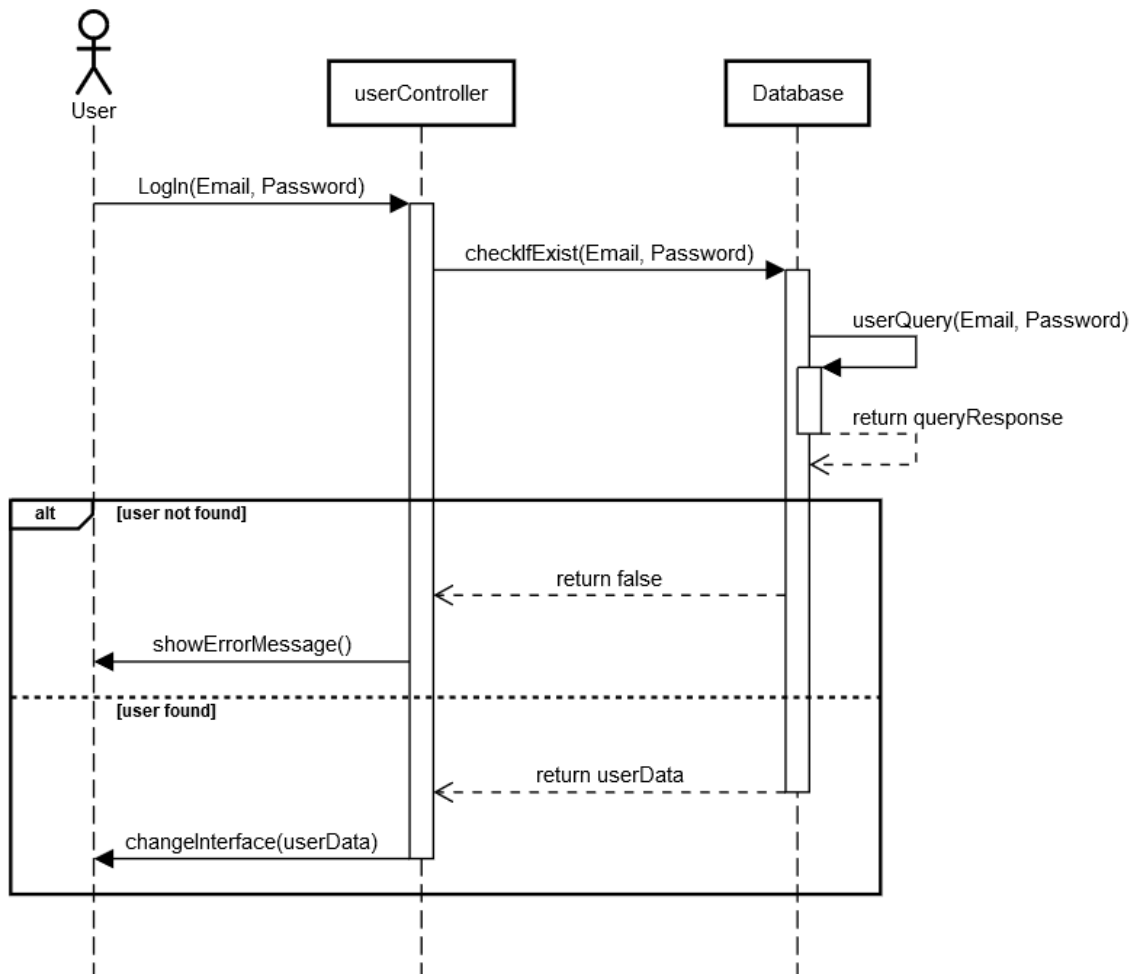 User
userController
Database
LogIn(Email, Password)
checkIfExist(Email, Password)
userQuery(Email, Password)
return queryResponse
alt
[user not found]
return false
showErrorMessage()
[user found]
return userData
changeInterface(userData)